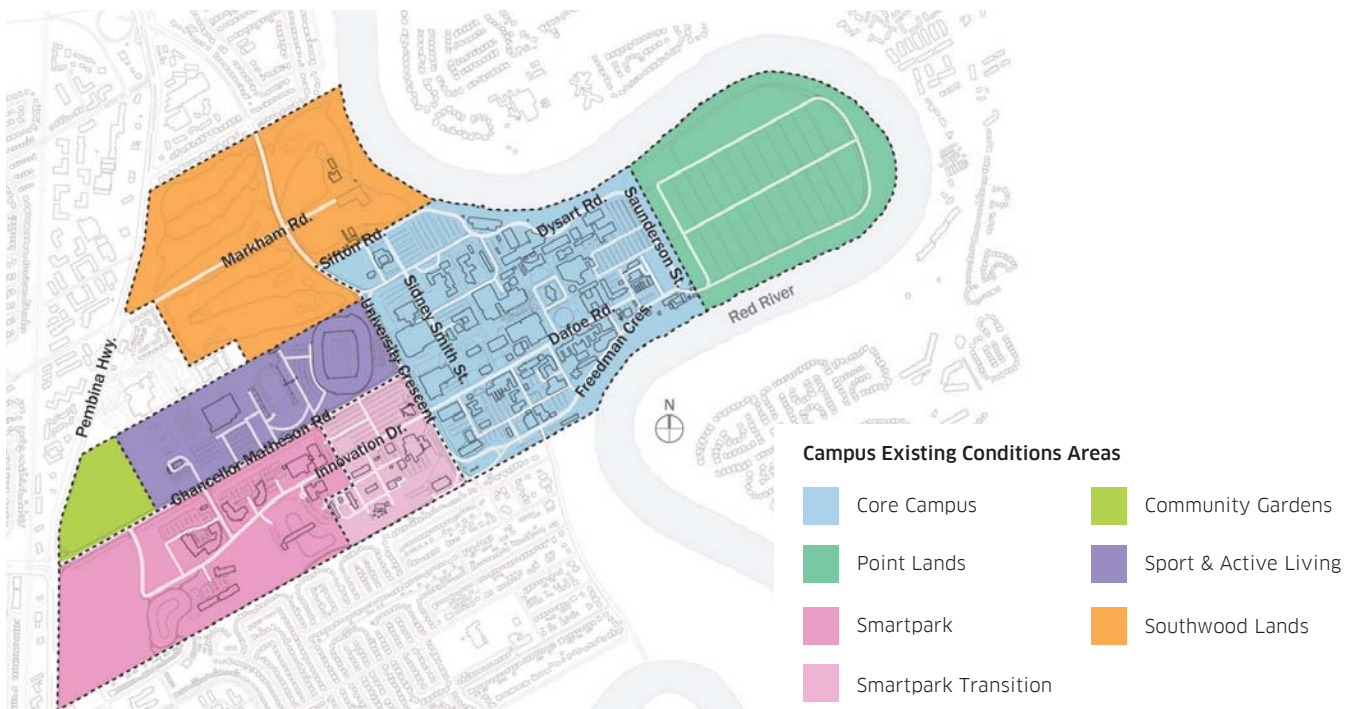 Markham Rd.
Sifton Rd.
Dysart Rd.
Saunderson St.
Sidney Smith St.
University Crescent
Dafoe Rd.
Freedman Cres.
Red River
Pembina Hwy.
Chancellor Matheson Rd.
Innovation Dr.
N
Campus Existing Conditions Areas
Core Campus
Community Gardens
Point Lands
Sport & Active Living
Smartpark
Southwood Lands
Smartpark Transition